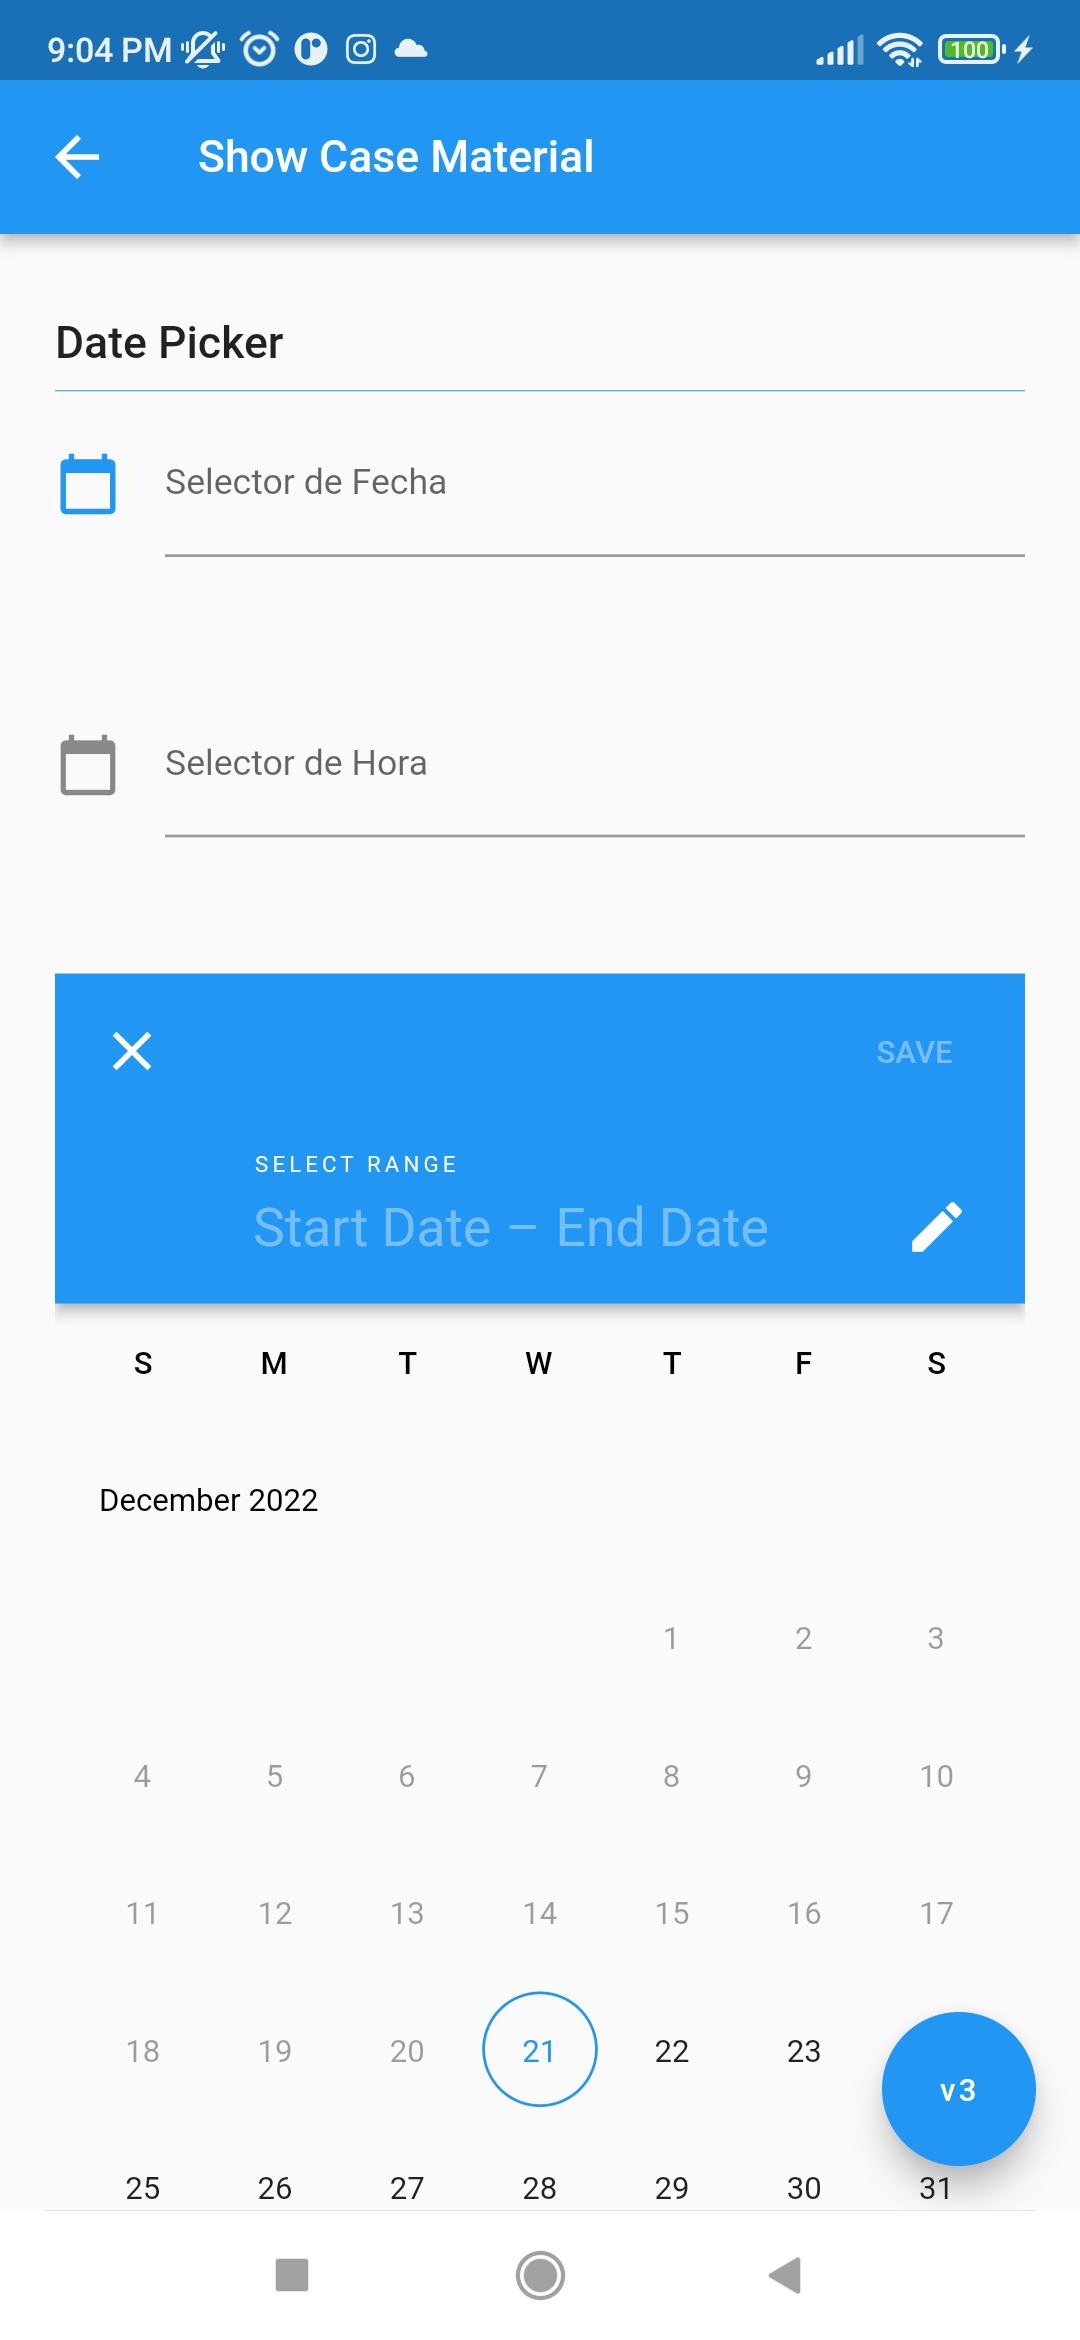 9:04 PM 100
Show Case Material
Date Picker
Selector de Fecha
Selector de Hora
SAVE
SELECT RANGE
Start Date – End Date
S M T W T F S
December 2022
1 2 3
4 5 6 7 8 9 10
11 12 13 14 15 16 17
18 19 20 21 22 23
v3
25 26 27 28 29 30 31